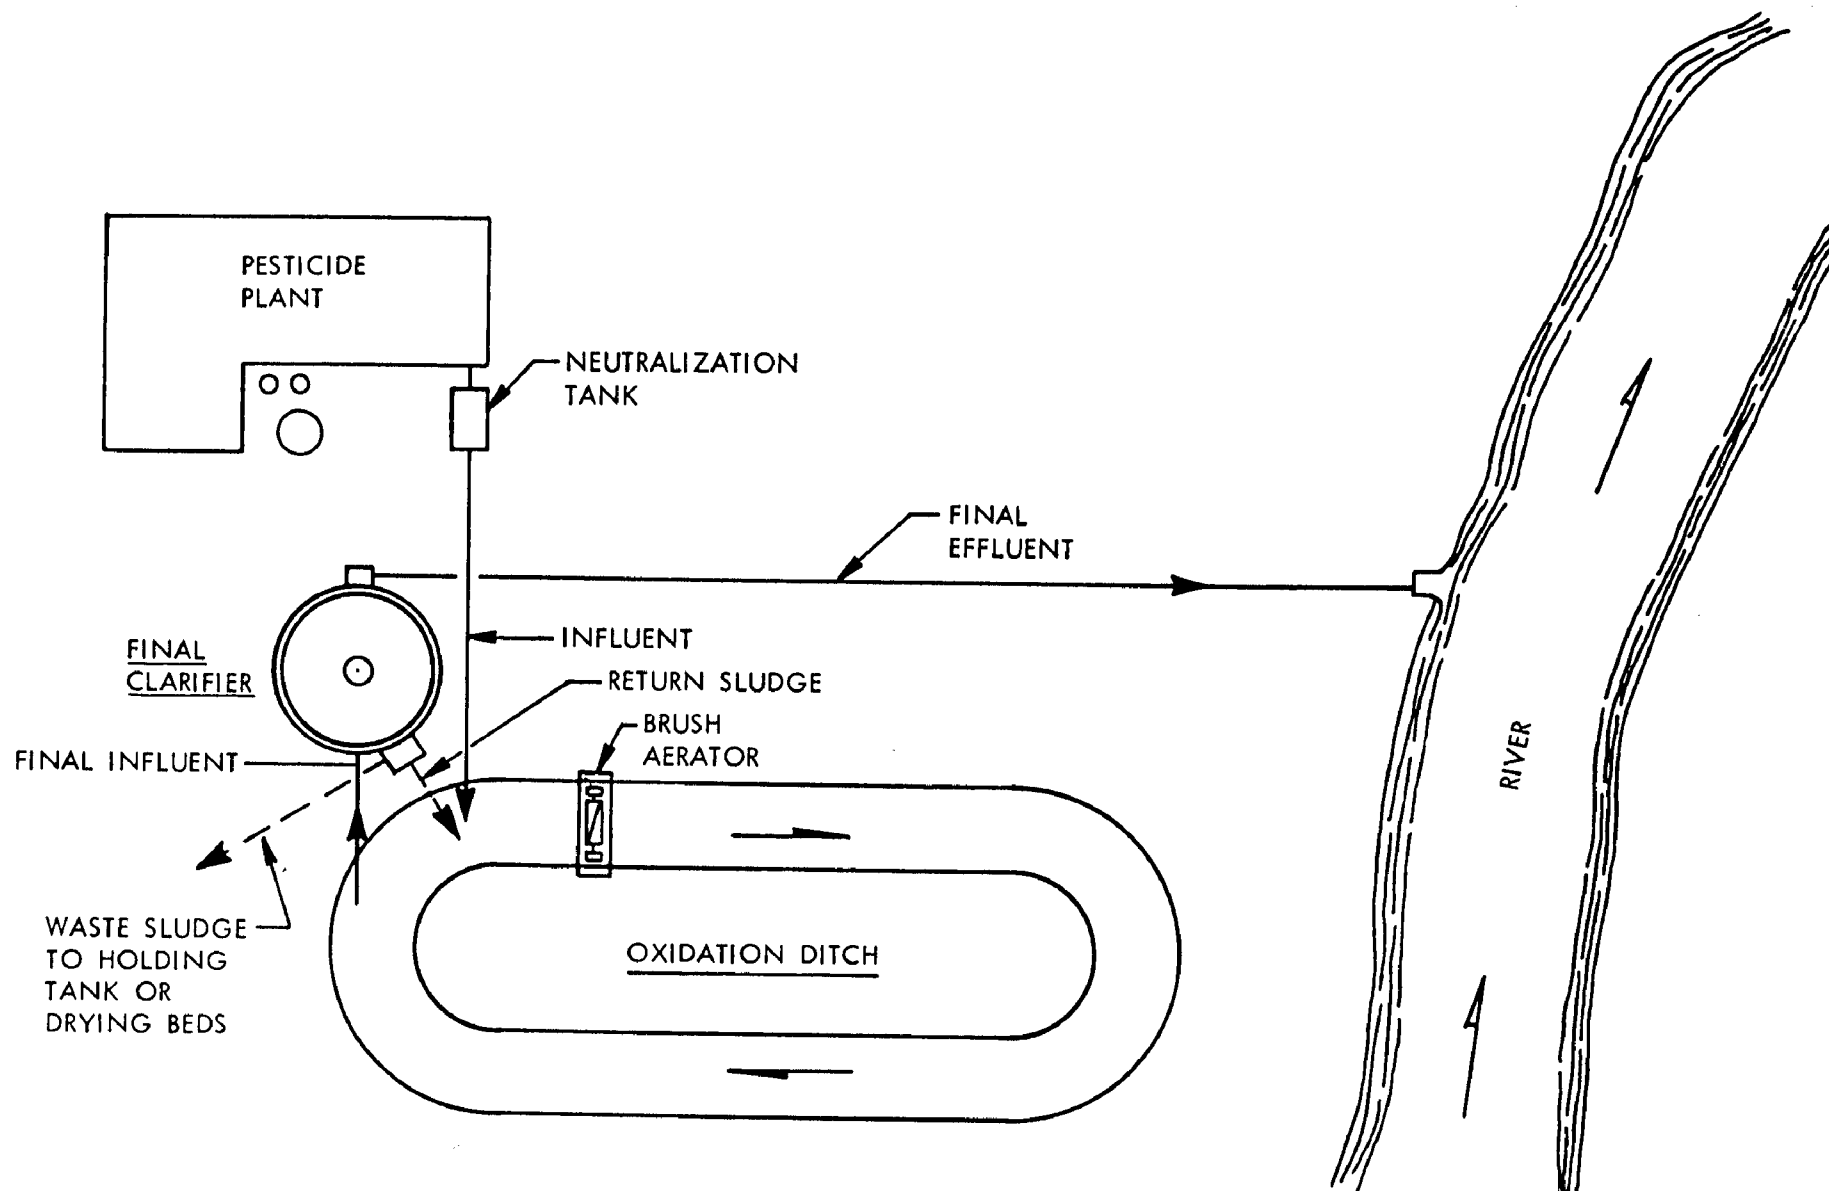 PESTICIDE
PLANT
NEUTRALIZATION
TANK
FINAL
EFFLUENT
INFLUENT
FINAL
CLARIFIER
RETURN SLUDGE
BRUSH
AERATOR
FINAL INFLUENT
RIVER
WASTE SLUDGE
TO HOLDING
TANK OR
DRYING BEDS
OXIDATION DITCH